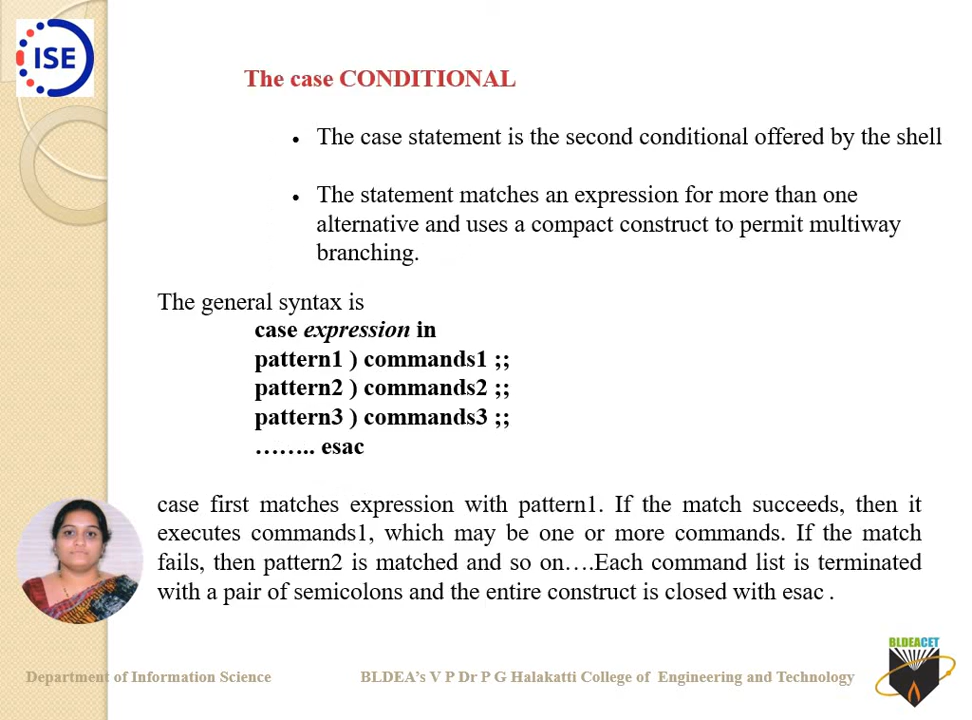 ISE
The case CONDITIONAL
• The case statement is the second conditional offered by the shell
• The statement matches an expression for more than one
alternative and uses a compact construct to permit multiway
branching.
The general syntax is
case expression in
pattern1 ) commands1 ;;
pattern2 ) commands2 ;;
pattern3 ) commands3 ;;
…….. esac
case first matches expression with pattern1. If the match succeeds, then it
executes commands1, which may be one or more commands. If the match
fails, then pattern2 is matched and so on….Each command list is terminated
with a pair of semicolons and the entire construct is closed with esac .
BLDEACET
Department of Information Science BLDEA’s V P Dr P G Halakatti College of Engineering and Technology